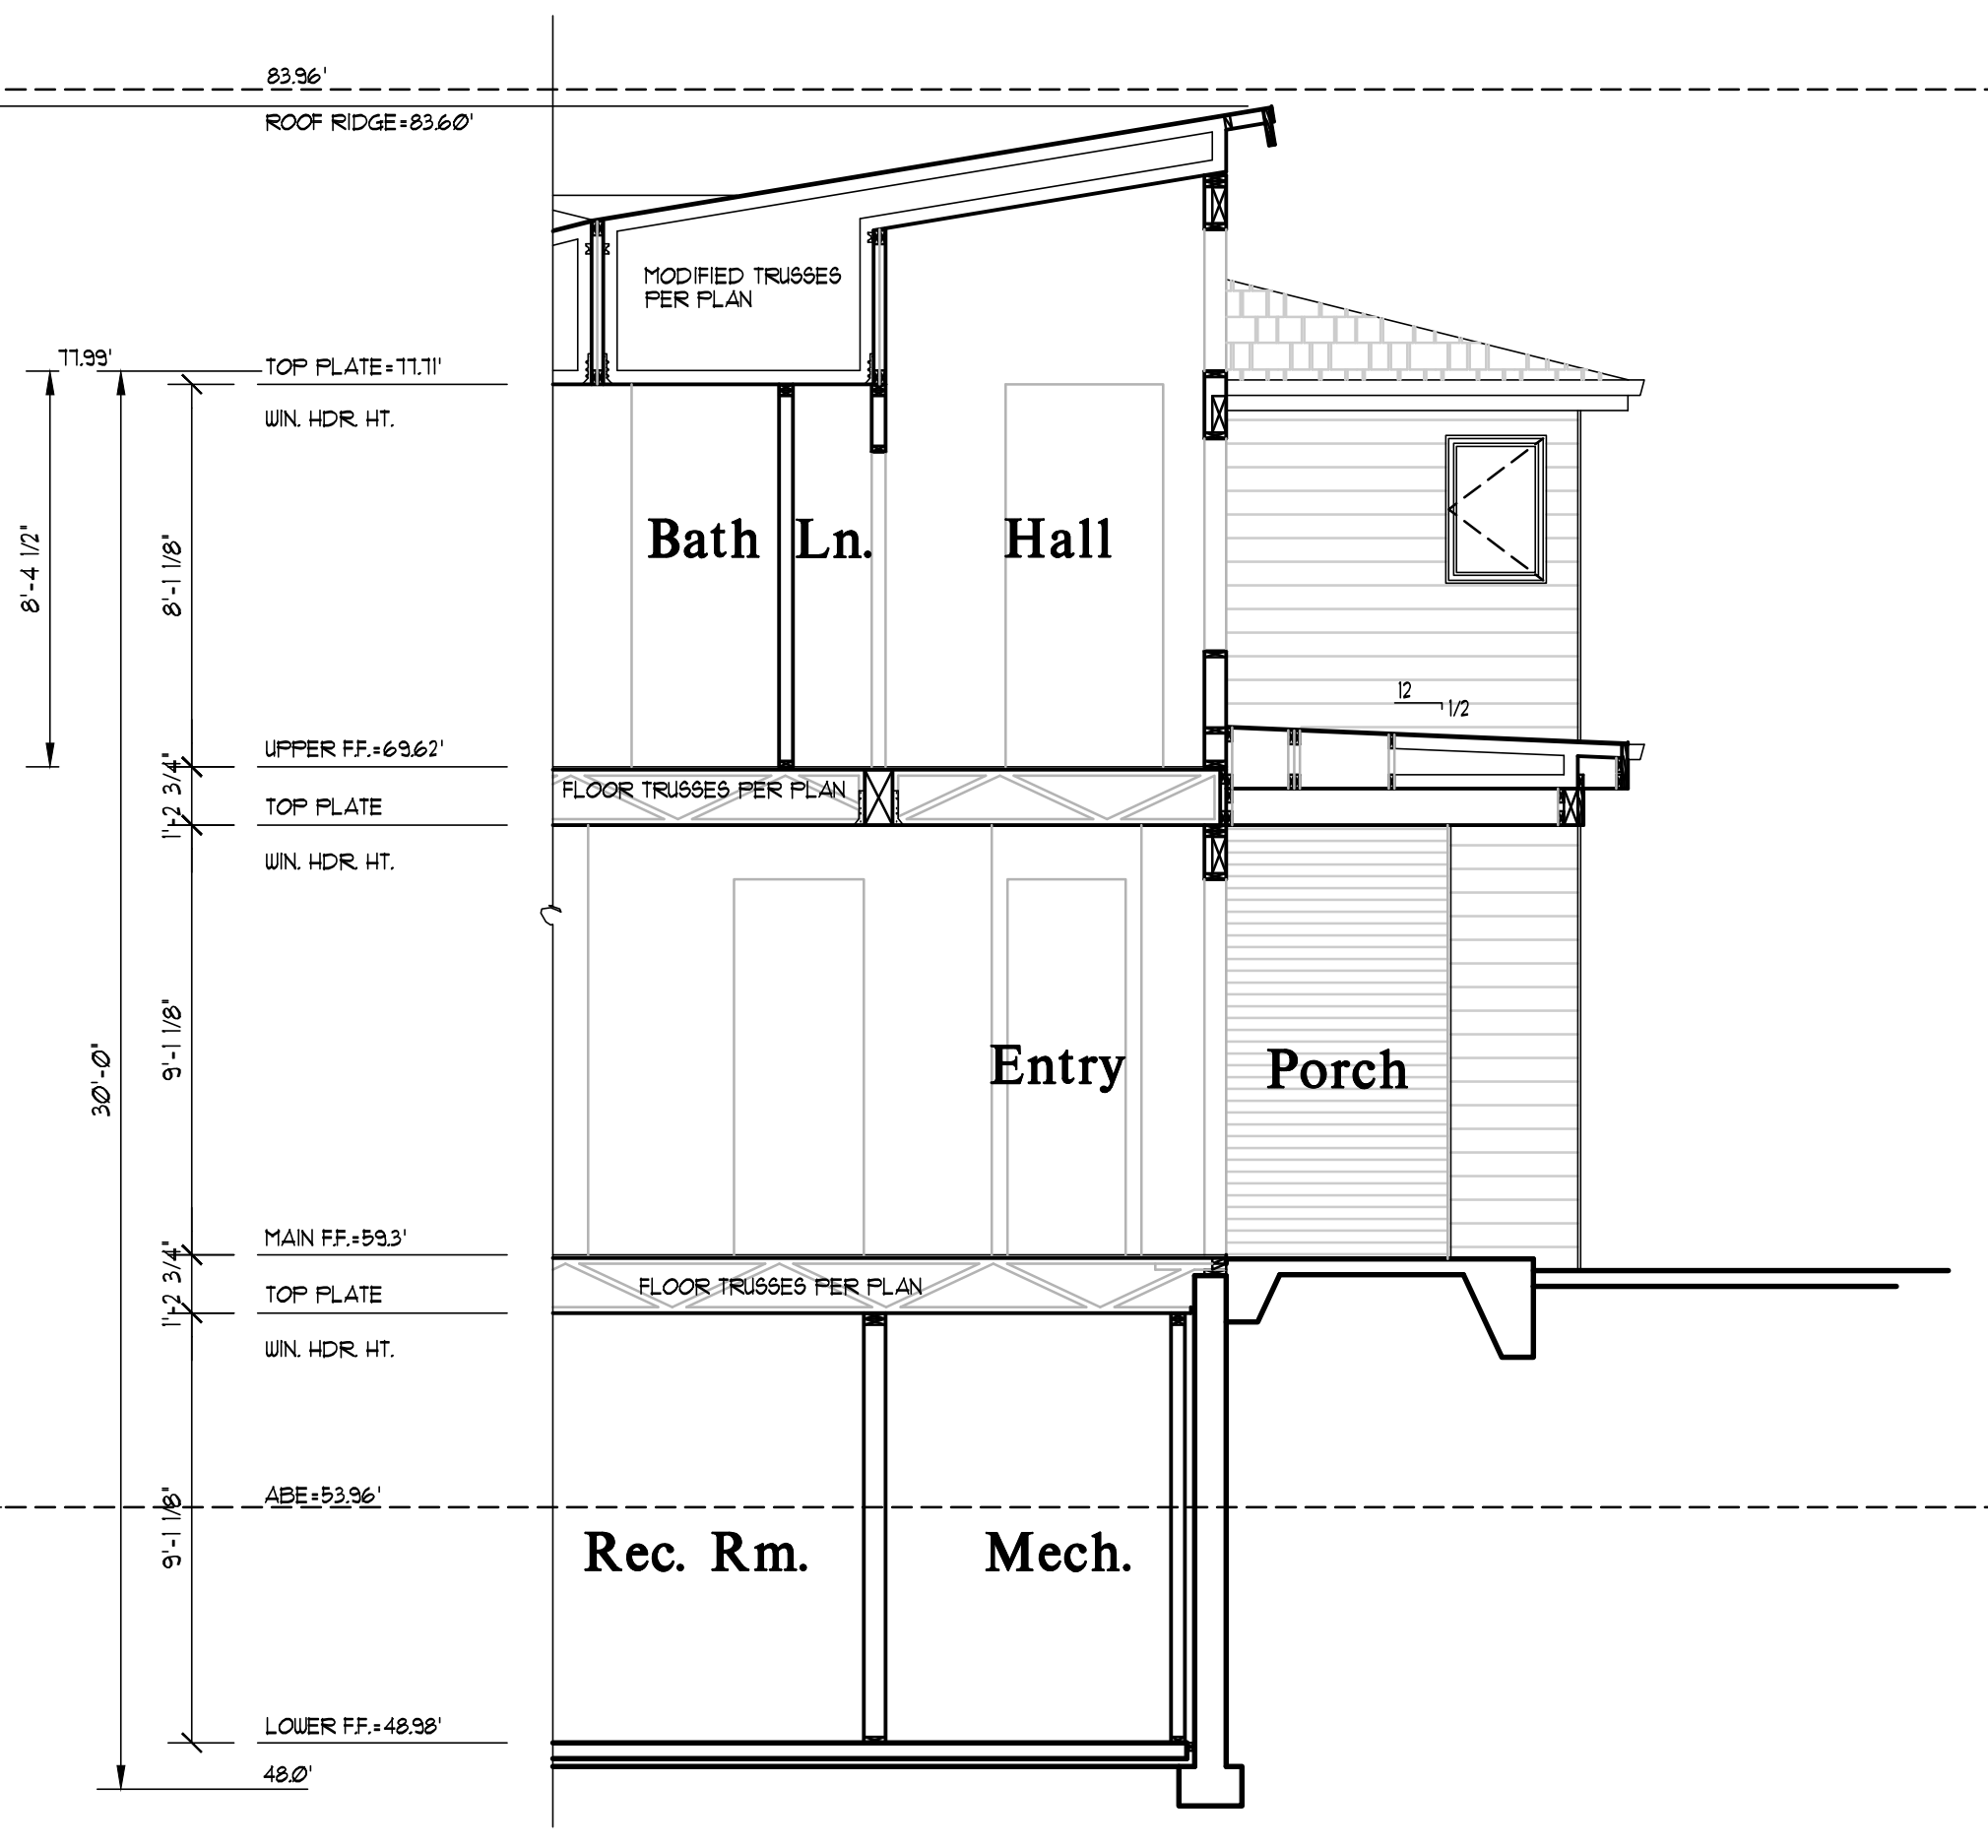 83.96'
ROOF RIDGE=83.60'
MODIFIED TRUSSES
PER PLAN
77.99'
TOP PLATE=77.71'
WIN. HDR. HT.
8'-4 1/2"
8'-1 1/8"
Bath
Ln.
Hall
12
1/2
UPPER F.F.=69.62'
1'-2 3/4"
FLOOR TRUSSES PER PLAN
TOP PLATE
WIN. HDR. HT.
30'-0"
9'-1 1/8"
Entry
Porch
MAIN F.F.=59.3'
1'-2 3/4"
FLOOR TRUSSES PER PLAN
TOP PLATE
WIN. HDR. HT.
ABE=53.96'
9'-1 1/8"
Rec. Rm.
Mech.
LOWER F.F.=48.98'
48.0'